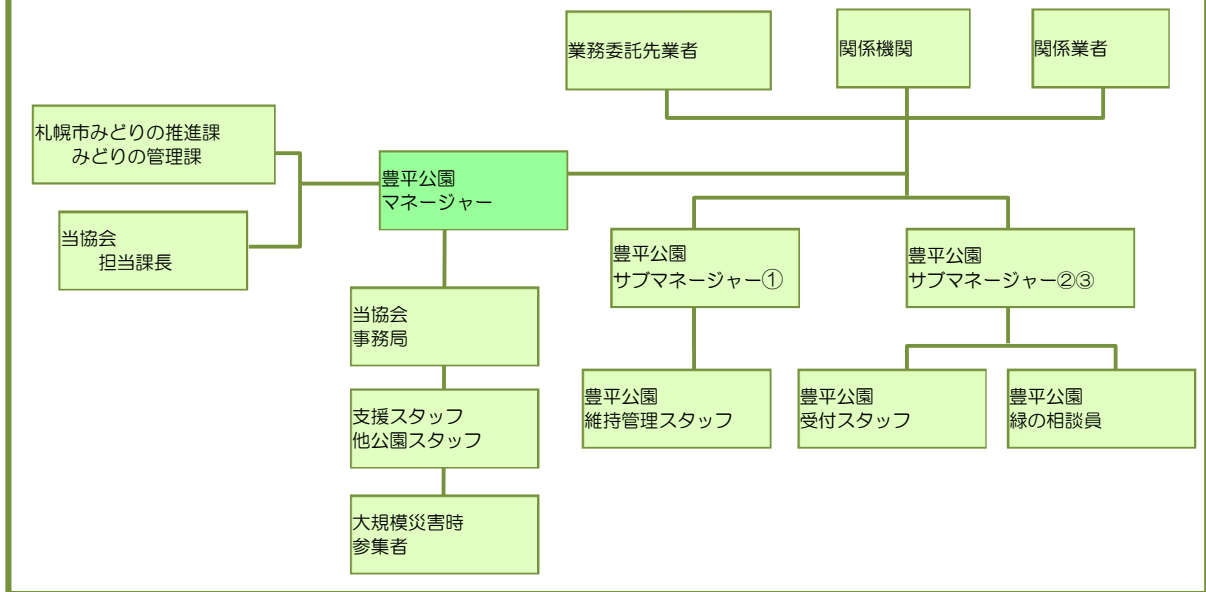 業務委託先業者
関係機関
関係業者
札幌市みどりの推進課
みどりの管理課
豊平公園
マネージャー
当協会
担当課長
豊平公園
サブマネージャー①
豊平公園
サブマネージャー②③
当協会
事務局
豊平公園
維持管理スタッフ
豊平公園
受付スタッフ
豊平公園
緑の相談員
支援スタッフ
他公園スタッフ
大規模災害時
参集者